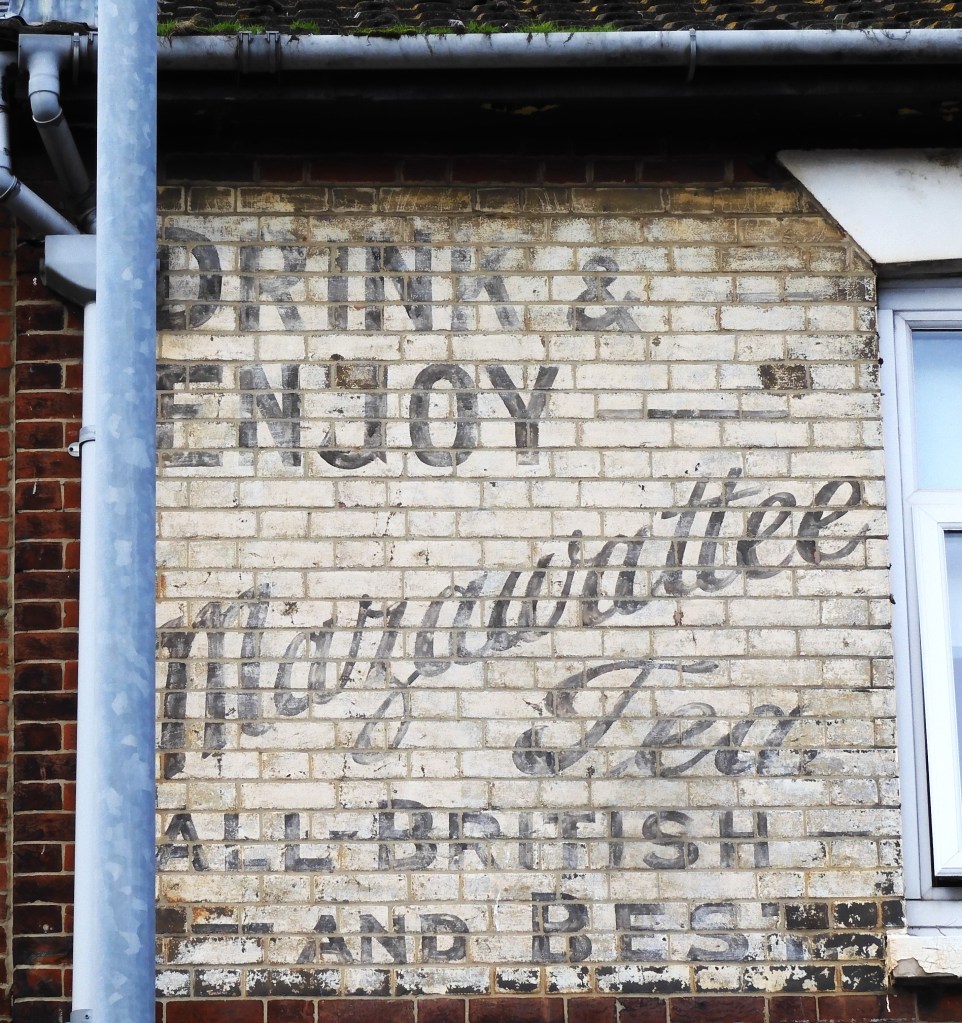 DRINK &
ENJOY —
Mazawattee
Tea
ALL-BRITISH —
— AND BEST